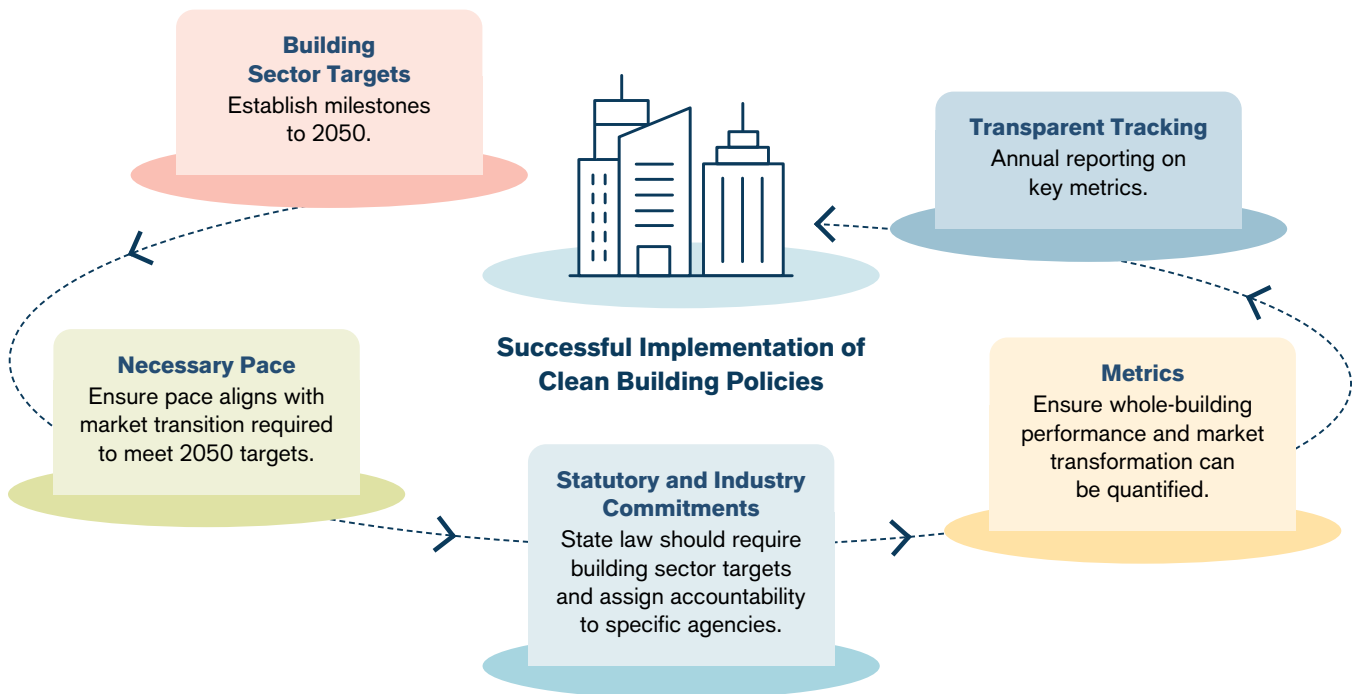 Building
Sector Targets
Establish milestones
to 2050.
Necessary Pace
Ensure pace aligns with
market transition required
to meet 2050 targets.
Statutory and Industry
Commitments
State law should require
building sector targets
and assign accountability
to specific agencies.
Metrics
Ensure whole-building
performance and market
transformation can
be quantified.
Transparent Tracking
Annual reporting on
key metrics.
Successful Implementation of
Clean Building Policies